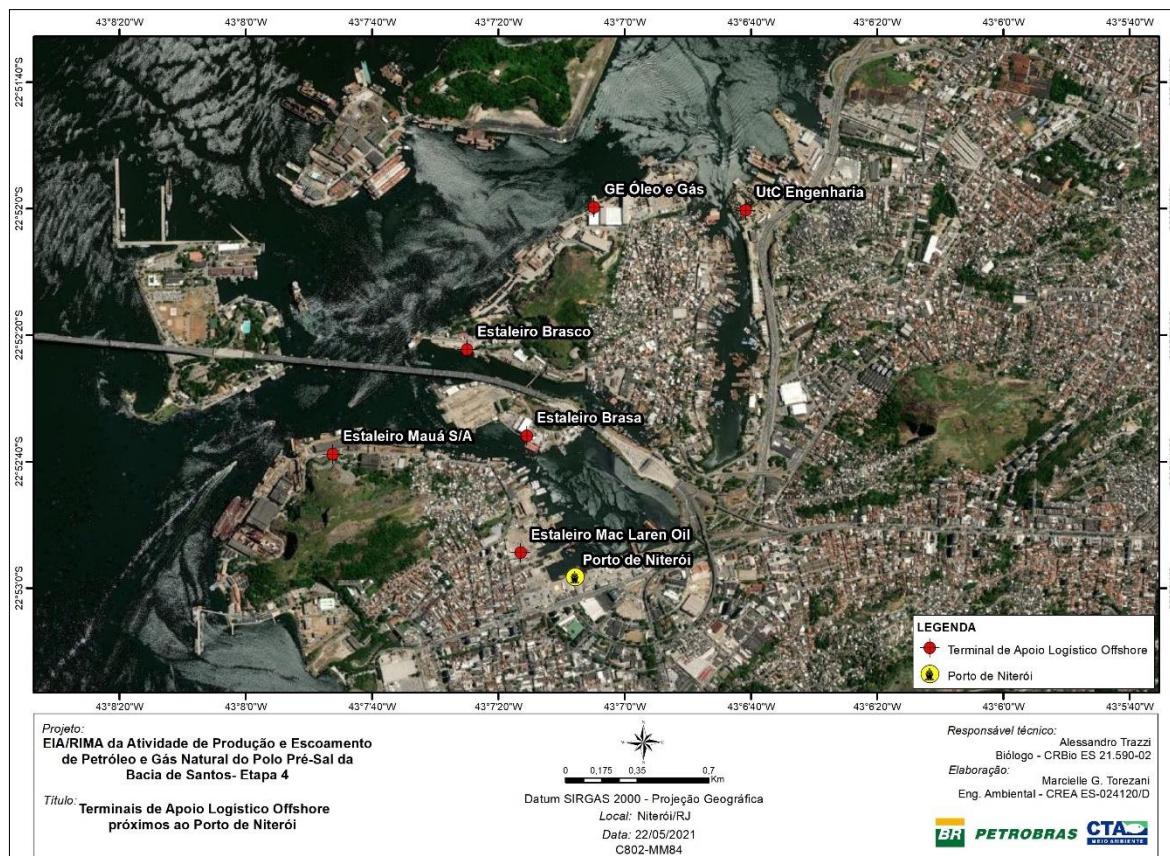 43°8'20"W 43°8'0"W 43°7'40"W 43°7'20"W 43°7'0"W 43°6'40"W 43°6'20"W 43°6'0"W 43°5'40"W
22°51'40"S
22°52'0"S
22°52'20"S
22°52'40"S
22°53'0"S
GE Óleo e Gás
UtC Engenharia
Estaleiro Brasco
Estaleiro Brasa
Estaleiro Mauá S/A
Estaleiro Mac Laren Oil
Porto de Niterói
LEGENDA
Terminal de Apoio Logístico Offshore
Porto de Niterói
43°8'20"W 43°8'0"W 43°7'40"W 43°7'20"W 43°7'0"W 43°6'40"W 43°6'20"W 43°6'0"W 43°5'40"W
Projeto:
EIA/RIMA da Atividade de Produção e Escoamento
de Petróleo e Gás Natural do Polo Pré-Sal da
Bacia de Santos- Etapa 4
Título: Terminais de Apoio Logístico Offshore
próximos ao Porto de Niterói
0 0,175 0,35 0,7
Km
Datum SIRGAS 2000 - Projeção Geográfica
Local: Niterói/RJ
Data: 22/05/2021
C802-MM84
Responsável técnico:
Alessandro Trazzi
Biólogo - CRBio ES 21.590-02
Elaboração:
Marcielle G. Torezani
Eng. Ambiental - CREA ES-024120/D
BR PETROBRAS CTA
MEIO AMBIENTE